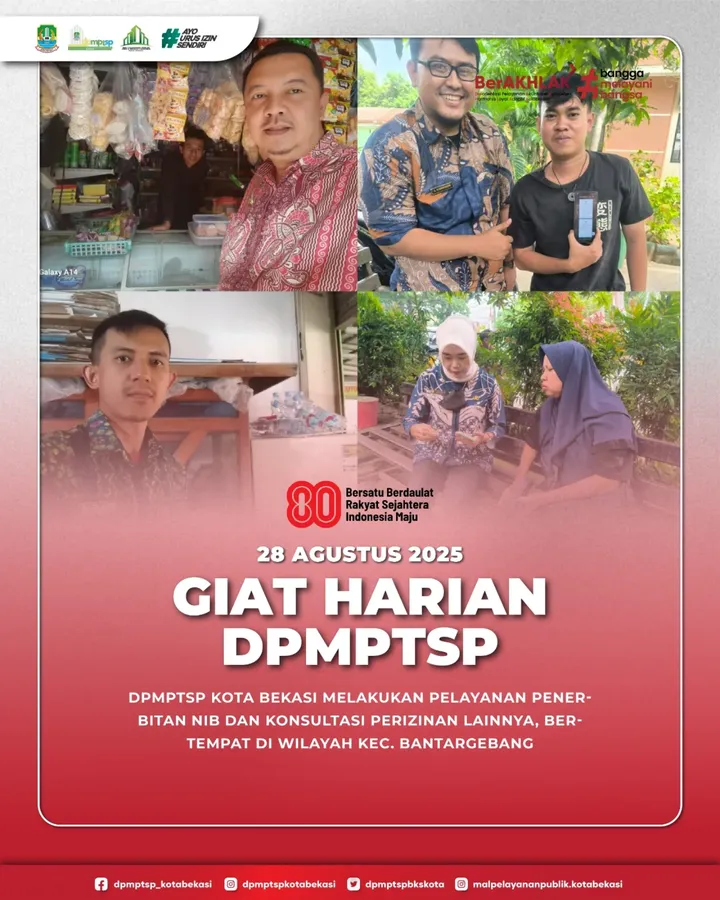 dpmptsp
#AYO
URUS IZIN
SENDIRI
BerAKHLAK
#bangga
melayani
bangsa
Galaxy A14
80
Bersatu Berdaulat
Rakyat Sejahtera
Indonesia Maju
28 AGUSTUS 2025
GIAT HARIAN
DPMPTSP
DPMPTSP KOTA BEKASI MELAKUKAN PELAYANAN PENER-
BITAN NIB DAN KONSULTASI PERIZINAN LAINNYA, BER-
TEMPAT DI WILAYAH KEC. BANTARGEBANG
dpmptsp_kotabekasi dpmptspkotabekasi dpmptspbkskota malpelayananpublik.kotabekasi